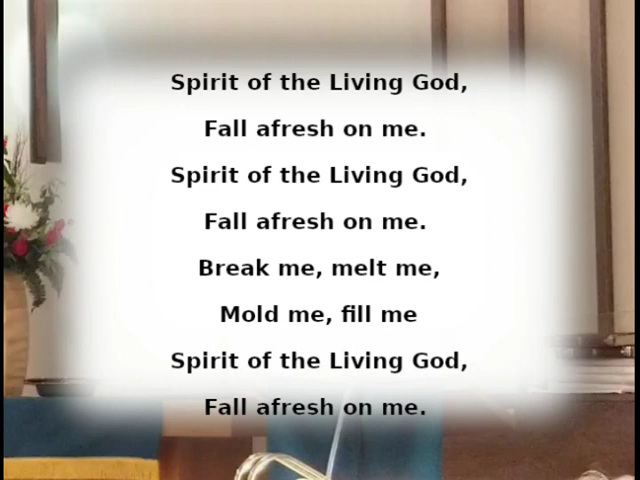 Spirit of the Living God,
Fall afresh on me.
Spirit of the Living God,
Fall afresh on me.
Break me, melt me,
Mold me, fill me
Spirit of the Living God,
Fall afresh on me.